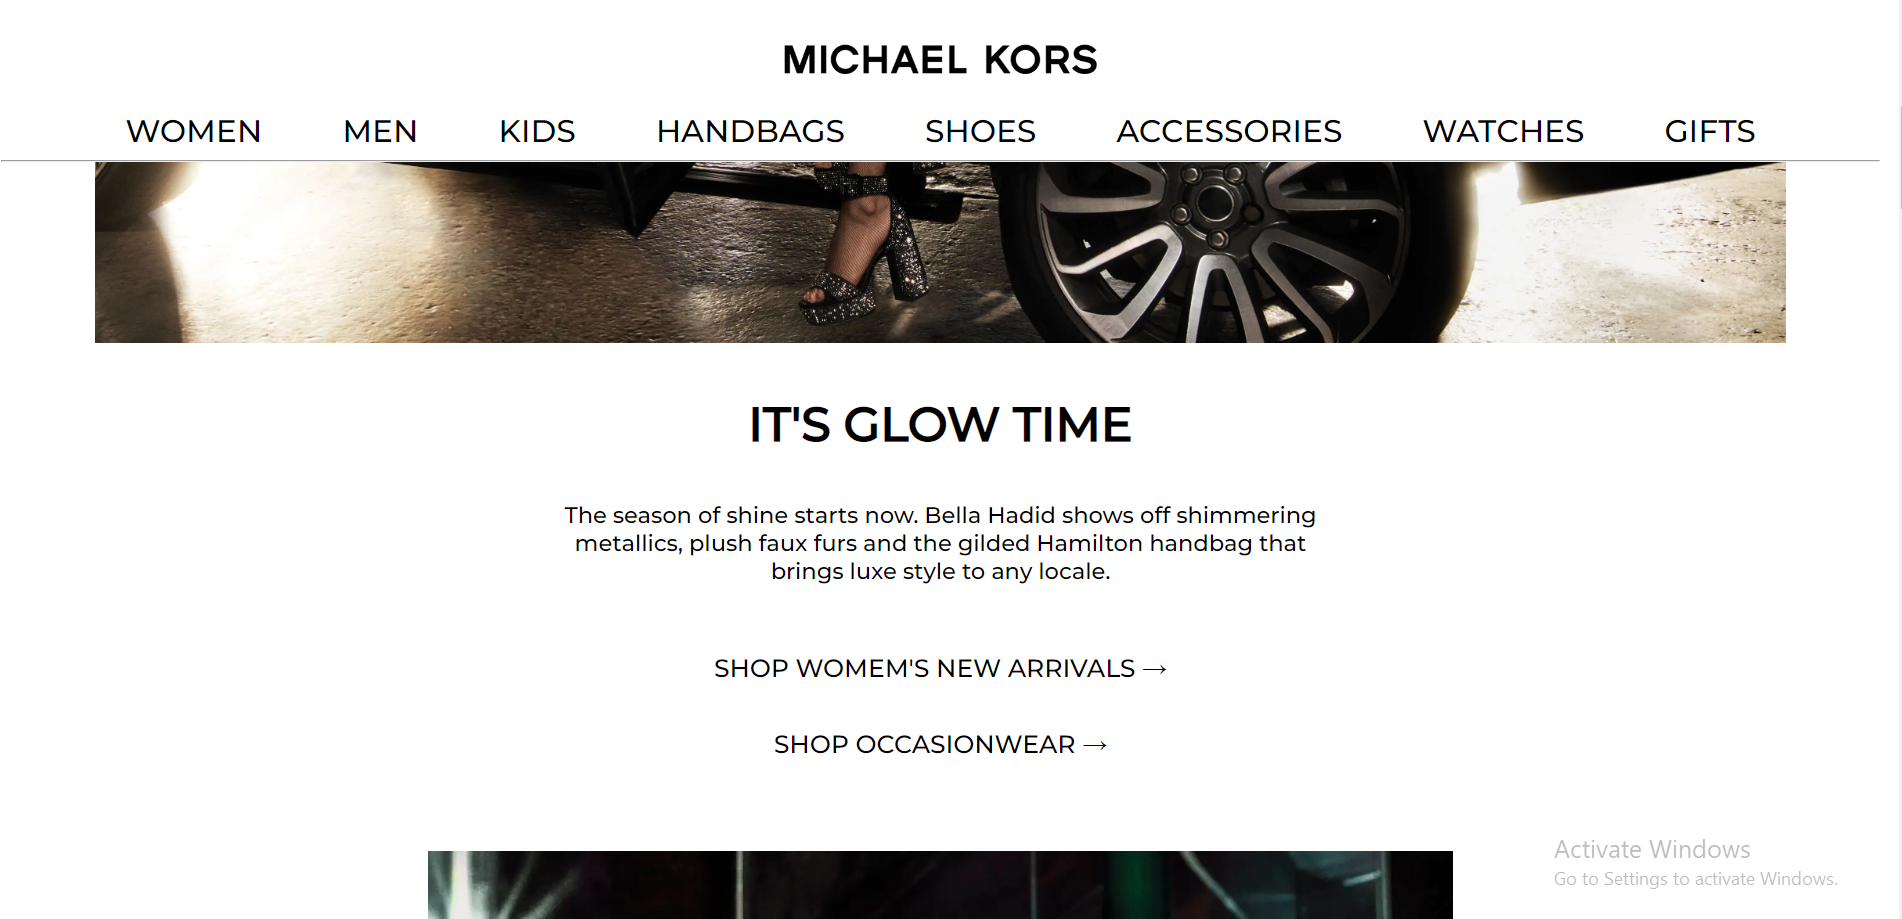 MICHAEL KORS
WOMEN MEN KIDS HANDBAGS SHOES ACCESSORIES WATCHES GIFTS
IT'S GLOW TIME
The season of shine starts now. Bella Hadid shows off shimmering
metallics, plush faux furs and the gilded Hamilton handbag that
brings luxe style to any locale.
SHOP WOMEM'S NEW ARRIVALS →
SHOP OCCASIONWEAR →
Activate Windows
Go to Settings to activate Windows.